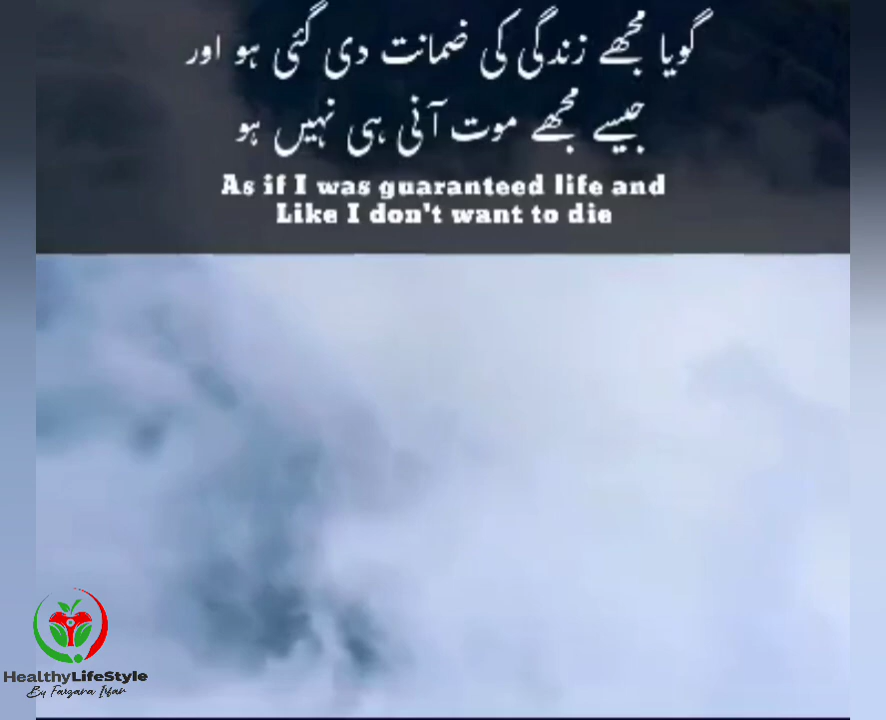 گویا مجھے زندگی کی ضمانت دی گئی ہو اور
جیسے مجھے موت آنی ہی نہیں ہو
As if I was guaranteed life and
Like I don't want to die
HealthyLifeStyle
By Farzana Irfan